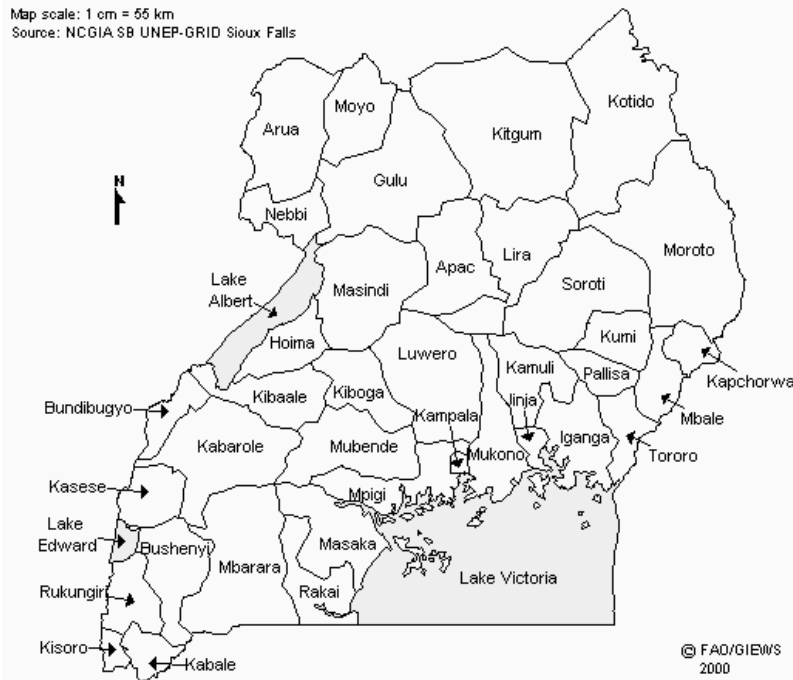 Map scale: 1 cm = 55 km
Source: NCGIA SB UNEP-GRID Sioux Falls
Kotido
Moyo
Arua
Kitgum
Gulu
N
Nebbi
Moroto
Lira
Apac
Lake
Albert
Masindi
Soroti
Hoima
Kumi
Luwero
Kamuli
Pallisa
Kapchorwa
Kibaale
Kiboga
Jinja
Bundibugyo
Kampala
Mbale
Kabarole
Mubende
Mukono
Iganga
Tororo
Kasese
Mpigi
Lake
Edward
Bushenyi
Masaka
Mbarara
Lake Victoria
Rukungiri
Rakai
Kisoro
Kabale
© FAO/GIEWS
2000